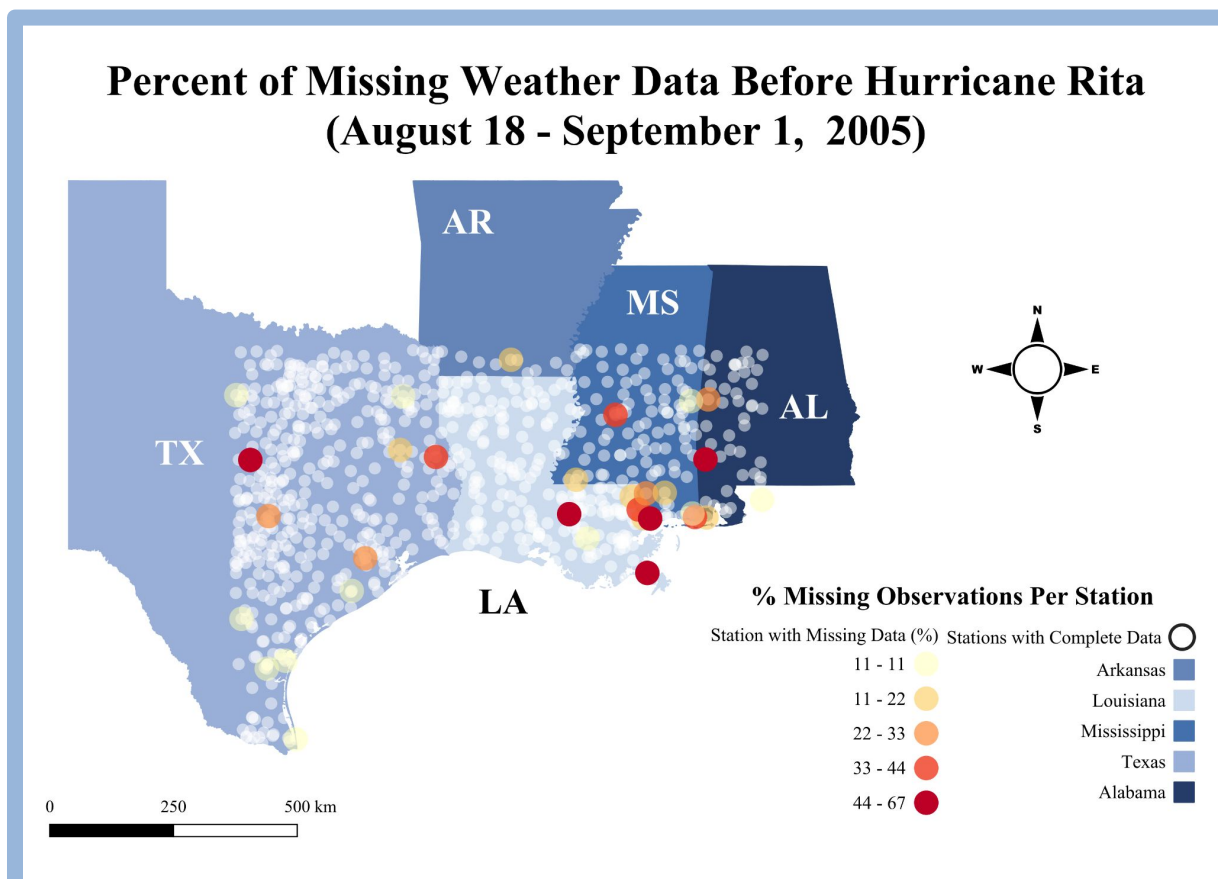 Percent of Missing Weather Data Before Hurricane Rita
(August 18 - September 1, 2005)
AR
MS
AL
TX
LA
N
W
E
S
% Missing Observations Per Station
Station with Missing Data (%)
11 - 11
11 - 22
22 - 33
33 - 44
44 - 67
Stations with Complete Data
Arkansas
Louisiana
Mississippi
Texas
Alabama
0 250 500 km